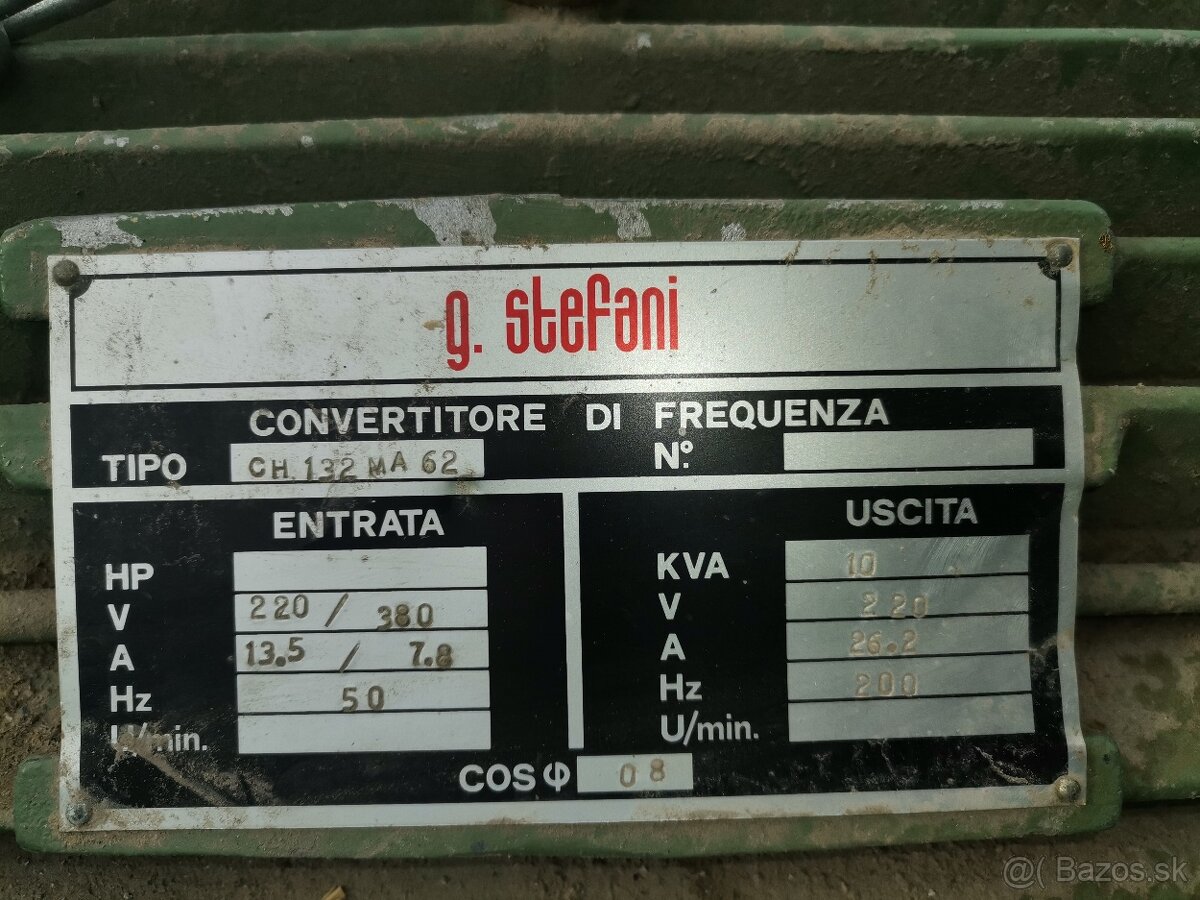 g. stefani
CONVERTITORE DI FREQUENZA
TIPO CH.132 MA 62 N°.
ENTRATA
HP
V 220 / 380
A 13.5 / 7.8
Hz 50
U/min.
USCITA
KVA 10
V 220
A 26.2
Hz 200
U/min.
COS φ 08
@( Bazos.sk